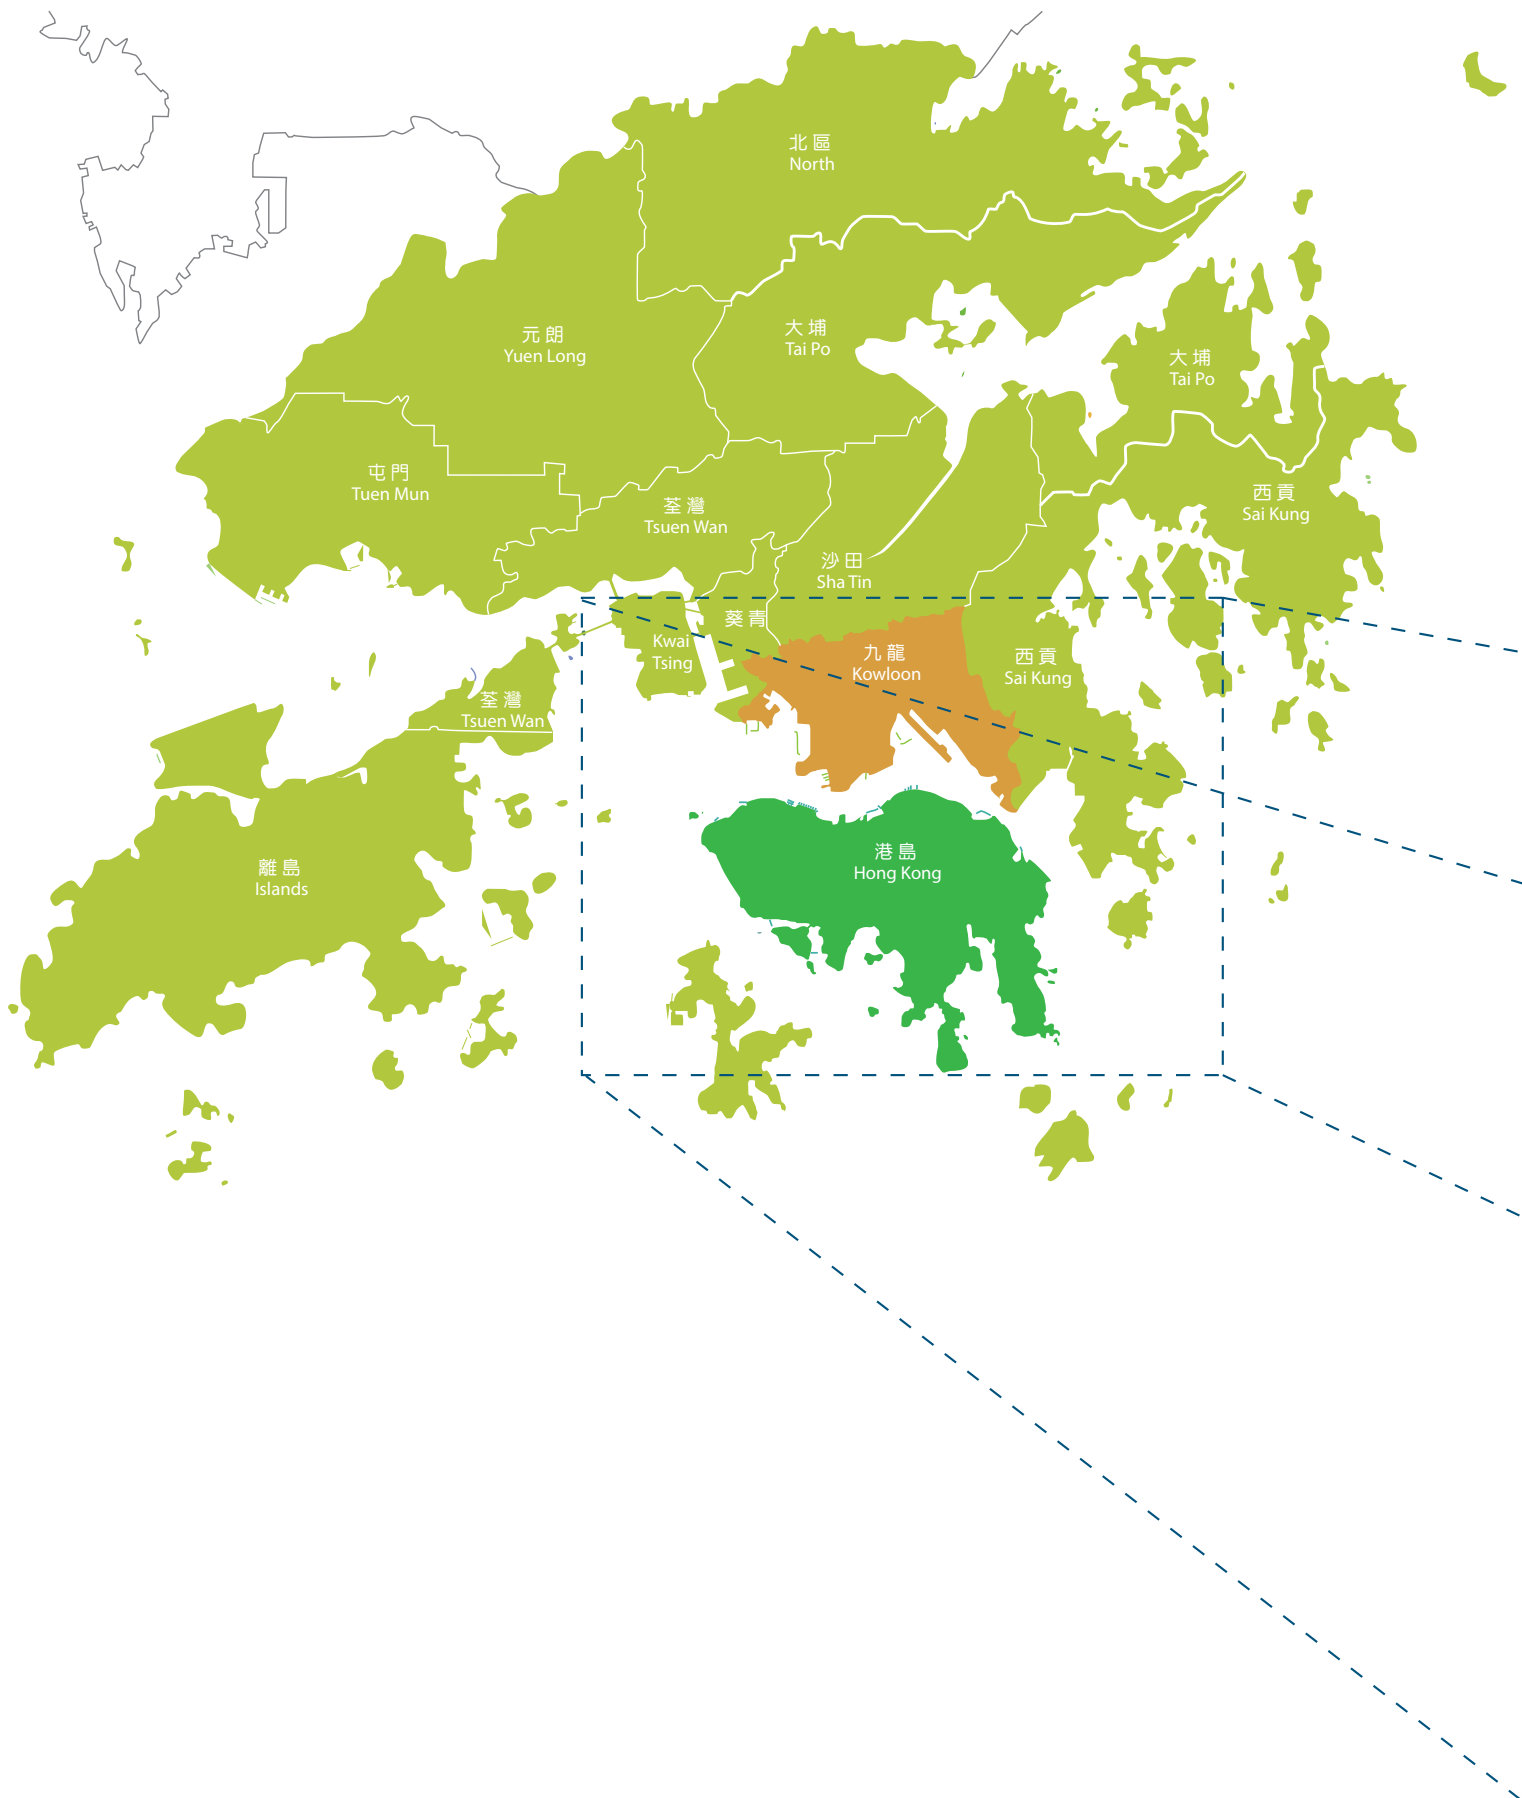 北區
North
元朗
Yuen Long
大埔
Tai Po
大埔
Tai Po
屯門
Tuen Mun
荃灣
Tsuen Wan
西貢
Sai Kung
沙田
Sha Tin
葵青
Kwai
Tsing
九龍
Kowloon
西貢
Sai Kung
荃灣
Tsuen Wan
離島
Islands
港島
Hong Kong